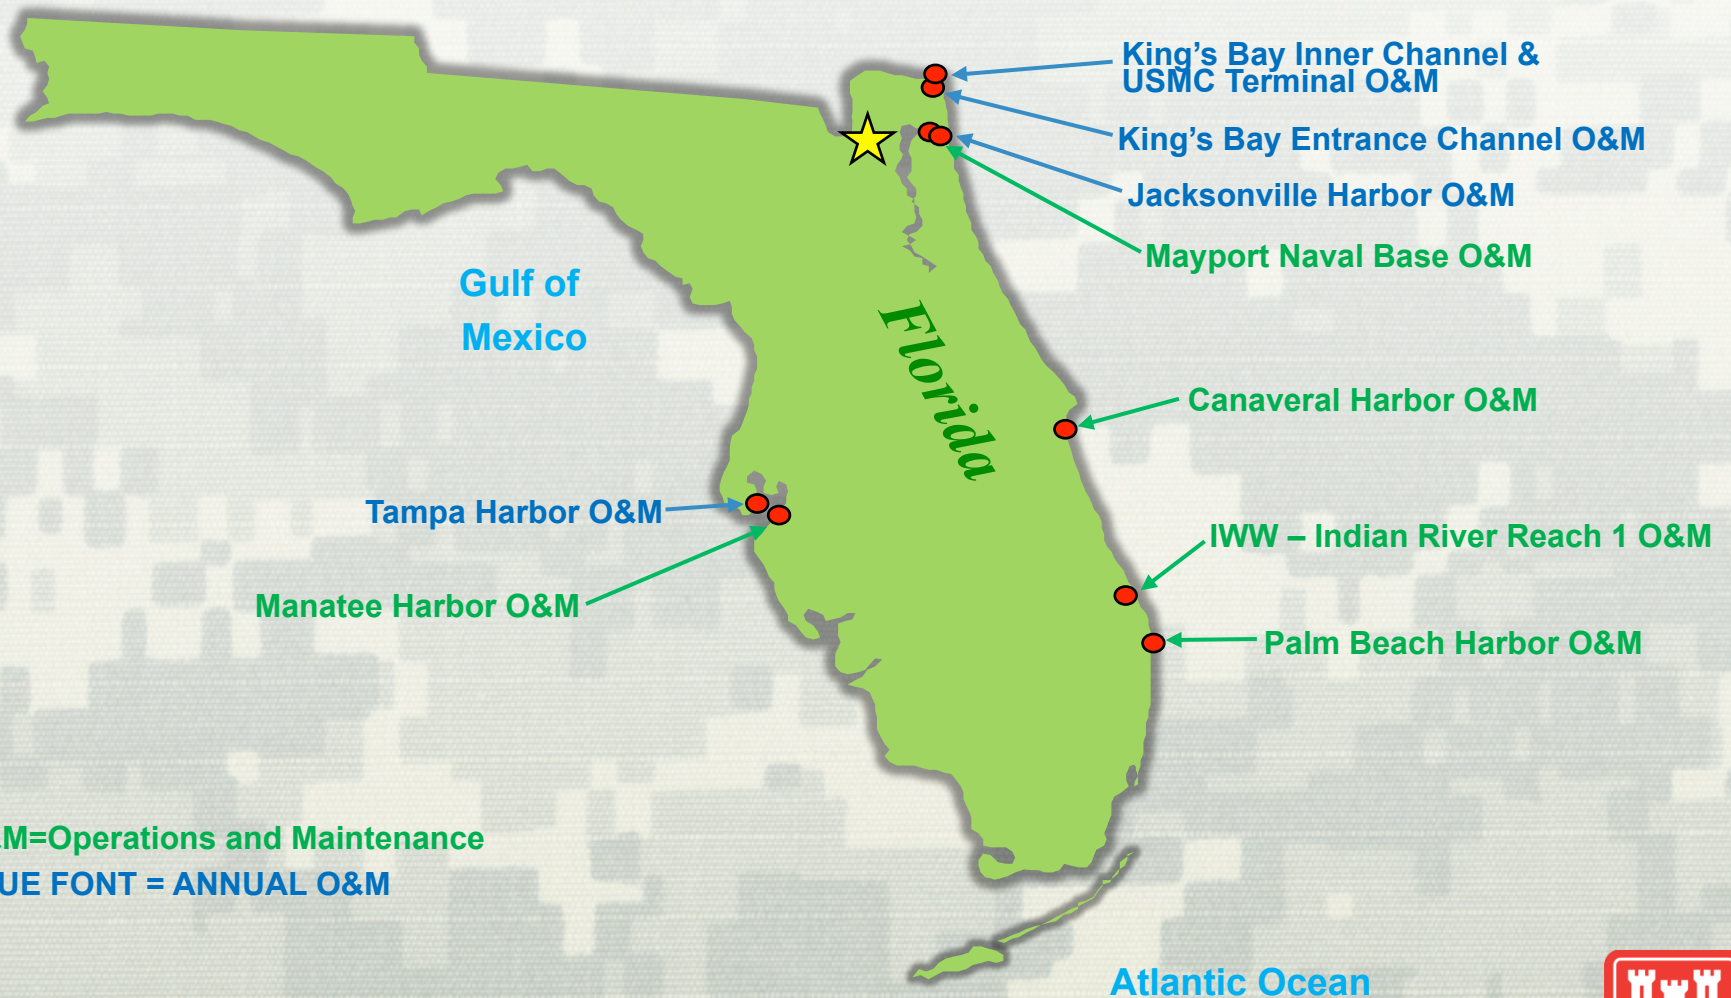 King’s Bay Inner Channel &
USMC Terminal O&M
King’s Bay Entrance Channel O&M
Jacksonville Harbor O&M
Mayport Naval Base O&M
Gulf of
Mexico
Florida
Canaveral Harbor O&M
Tampa Harbor O&M
IWW – Indian River Reach 1 O&M
Manatee Harbor O&M
Palm Beach Harbor O&M
M=Operations and Maintenance
UE FONT = ANNUAL O&M
Atlantic Ocean